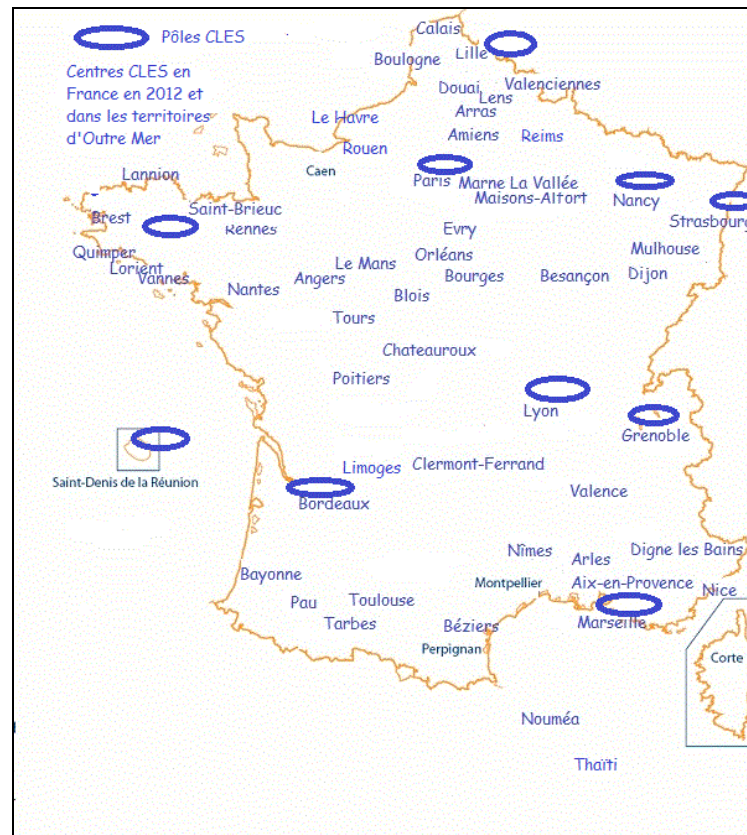 Pôles CLES
Centres CLES en
France en 2012 et
dans les territoires
d'Outre Mer
Calais
Boulogne
Lille
Valenciennes
Douai
Lens
Arras
Le Havre
Amiens
Reims
Rouen
Caen
Lannion
Paris
Marne La Vallée
Maisons-Alfort
Nancy
Saint-Brieuc
Brest
Rennes
Evry
Strasbourg
Quimper
Lorient
Vannes
Le Mans
Orléans
Mulhouse
Nantes
Angers
Bourges
Besançon
Dijon
Blois
Tours
Chateauroux
Poitiers
Lyon
Grenoble
Limoges
Clermont-Ferrand
Saint-Denis de la Réunion
Valence
Bordeaux
Nîmes
Arles
Digne les Bains
Bayonne
Montpellier
Aix-en-Provence
Nice
Pau
Toulouse
Tarbes
Béziers
Marseille
Perpignan
Corte
Nouméa
Thaïti